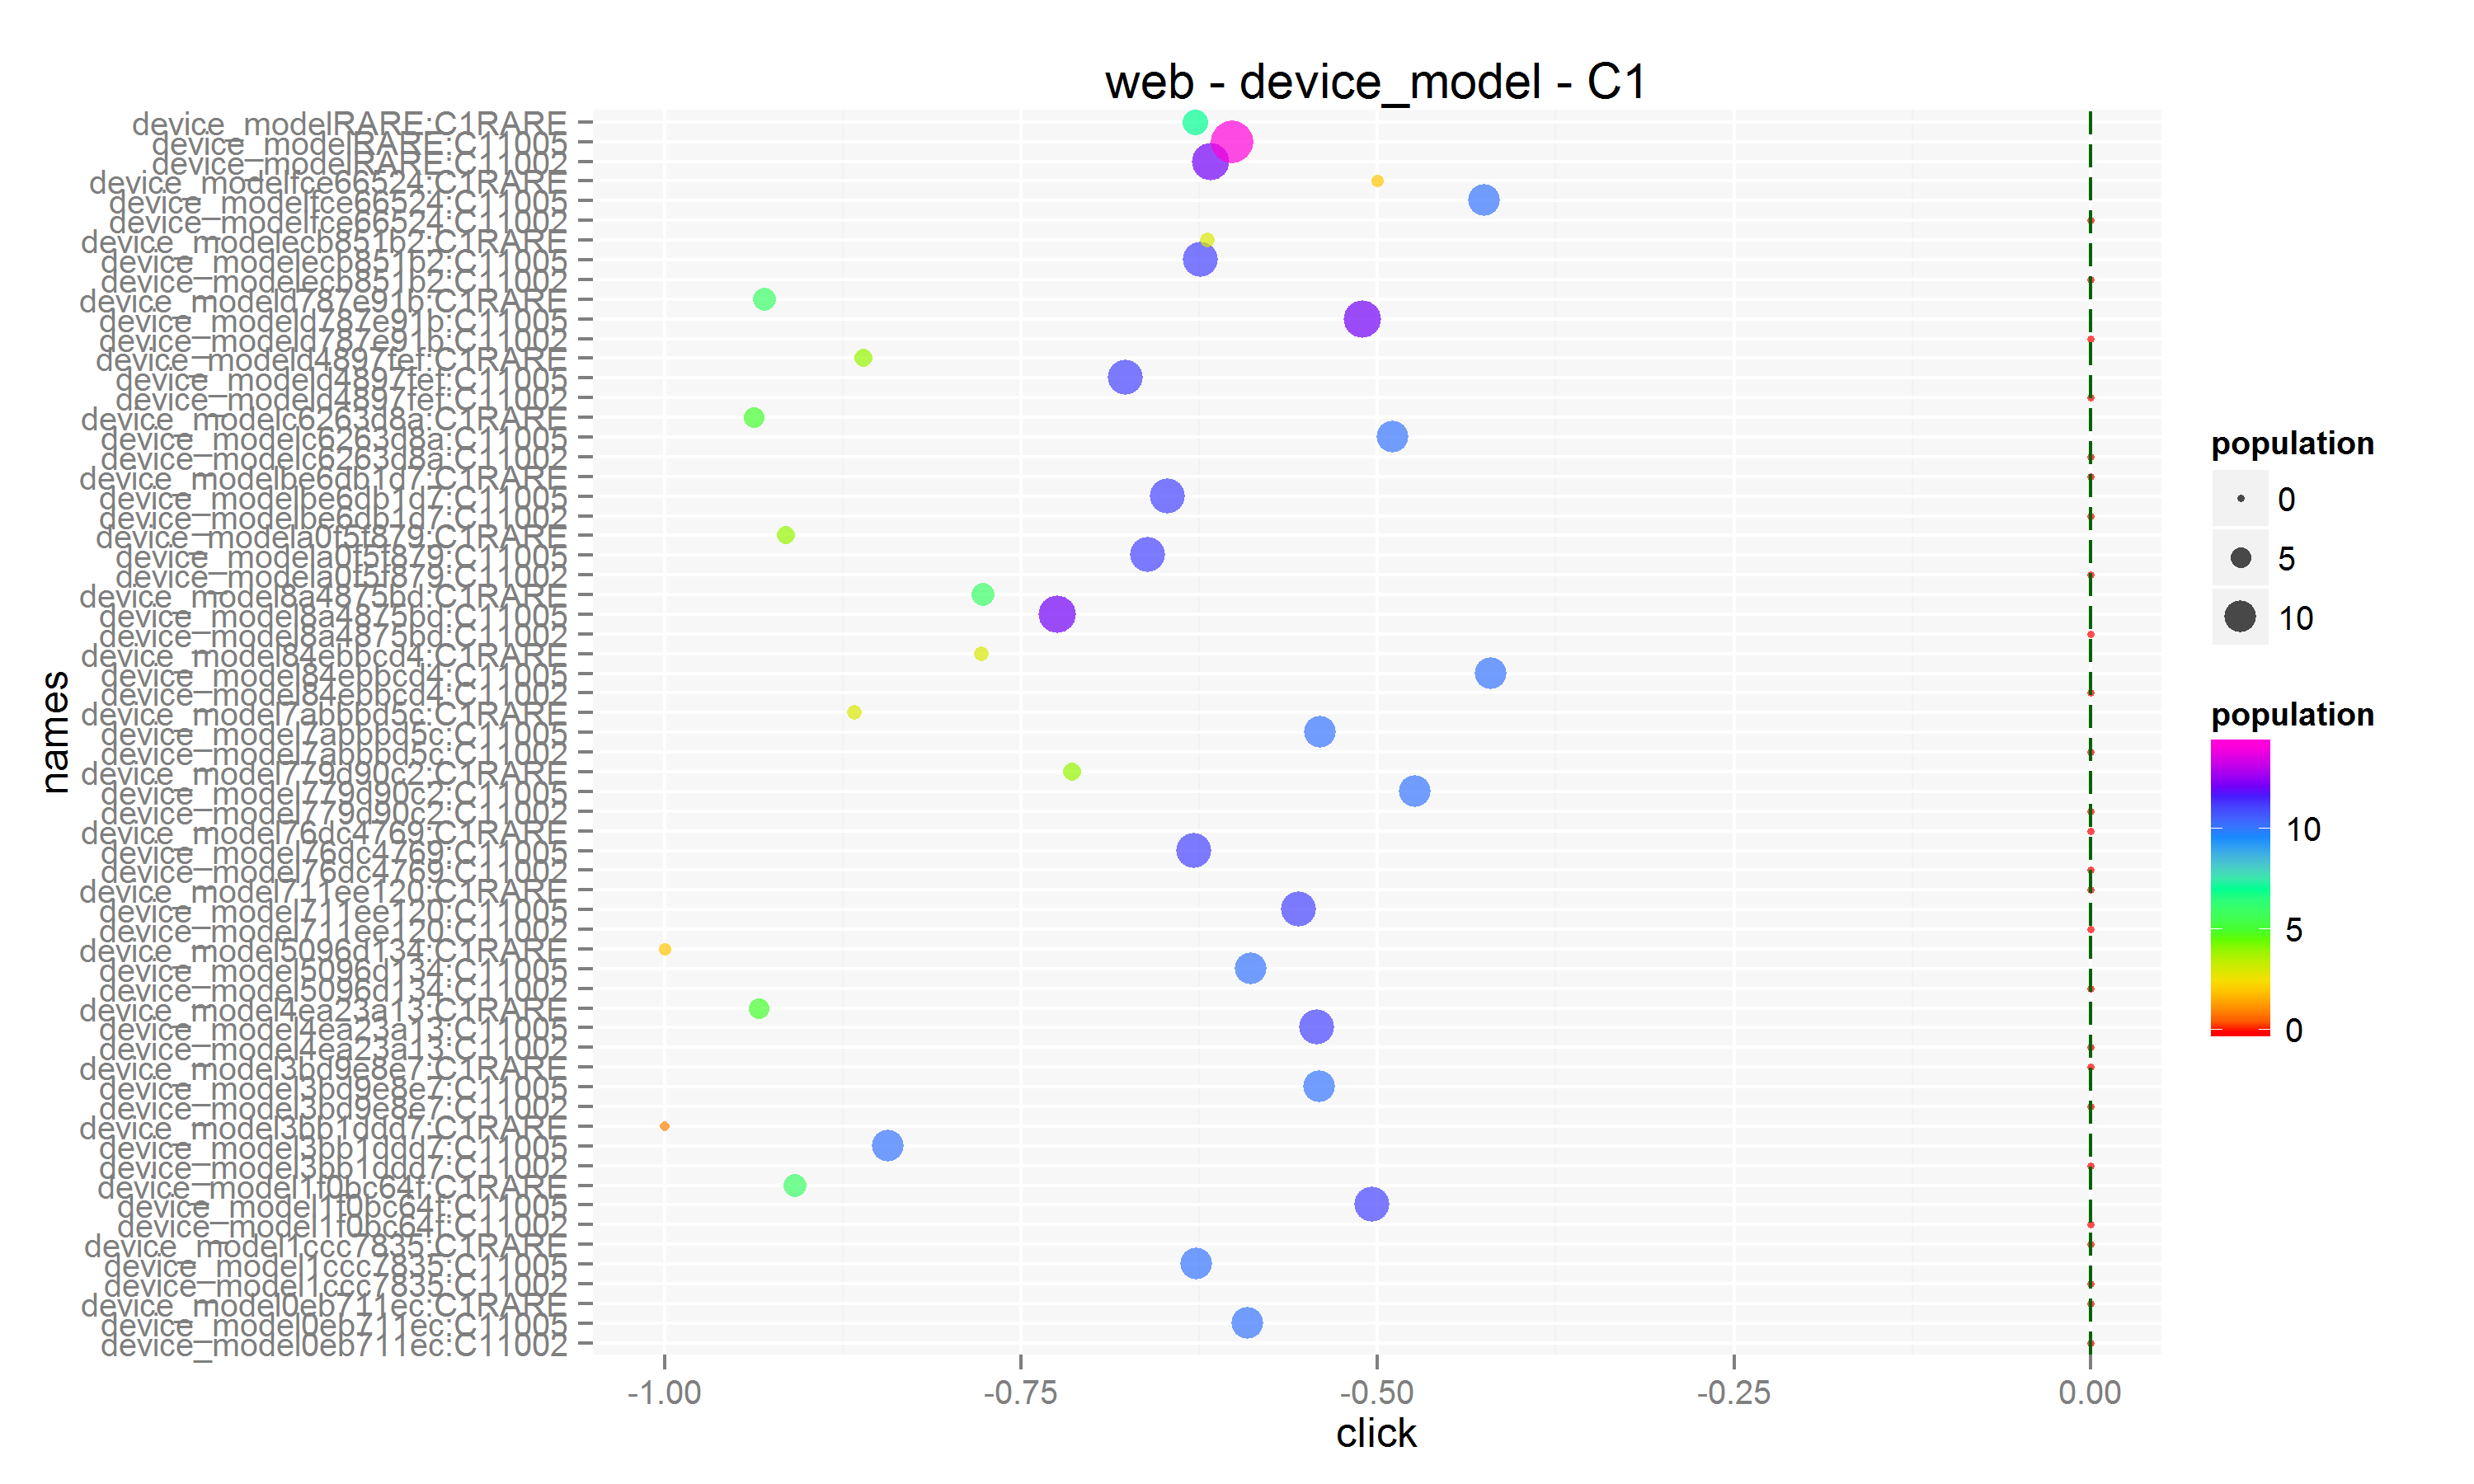 web - device_model - C1
names
device_modelRARE:C1RARE
device_modelRARE:C11005
device_modelRARE:C11002
device_modelfce66524:C1RARE
device_modelfce66524:C11005
device_modelfce66524:C11002
device_modelecb851b2:C1RARE
device_modelecb851b2:C11005
device_modelecb851b2:C11002
device_modeld787e91b:C1RARE
device_modeld787e91b:C11005
device_modeld787e91b:C11002
device_modeld4897fef:C1RARE
device_modeld4897fef:C11005
device_modeld4897fef:C11002
device_modelc6263d8a:C1RARE
device_modelc6263d8a:C11005
device_modelc6263d8a:C11002
device_modelbe6db1d7:C1RARE
device_modelbe6db1d7:C11005
device_modelbe6db1d7:C11002
device_modela0f5f879:C1RARE
device_modela0f5f879:C11005
device_modela0f5f879:C11002
device_model8a4875bd:C1RARE
device_model8a4875bd:C11005
device_model8a4875bd:C11002
device_model84ebbcd4:C1RARE
device_model84ebbcd4:C11005
device_model84ebbcd4:C11002
device_model7abbbd5c:C1RARE
device_model7abbbd5c:C11005
device_model7abbbd5c:C11002
device_model779d90c2:C1RARE
device_model779d90c2:C11005
device_model779d90c2:C11002
device_model76dc4769:C1RARE
device_model76dc4769:C11005
device_model76dc4769:C11002
device_model711ee120:C1RARE
device_model711ee120:C11005
device_model711ee120:C11002
device_model5096d134:C1RARE
device_model5096d134:C11005
device_model5096d134:C11002
device_model4ea23a13:C1RARE
device_model4ea23a13:C11005
device_model4ea23a13:C11002
device_model3bd9e8e7:C1RARE
device_model3bd9e8e7:C11005
device_model3bd9e8e7:C11002
device_model3bb1ddd7:C1RARE
device_model3bb1ddd7:C11005
device_model3bb1ddd7:C11002
device_model1f0bc64f:C1RARE
device_model1f0bc64f:C11005
device_model1f0bc64f:C11002
device_model1ccc7835:C1RARE
device_model1ccc7835:C11005
device_model1ccc7835:C11002
device_model0eb711ec:C1RARE
device_model0eb711ec:C11005
device_model0eb711ec:C11002
-1.00 -0.75 -0.50 -0.25 0.00
click
population
0
5
10
population
10
5
0